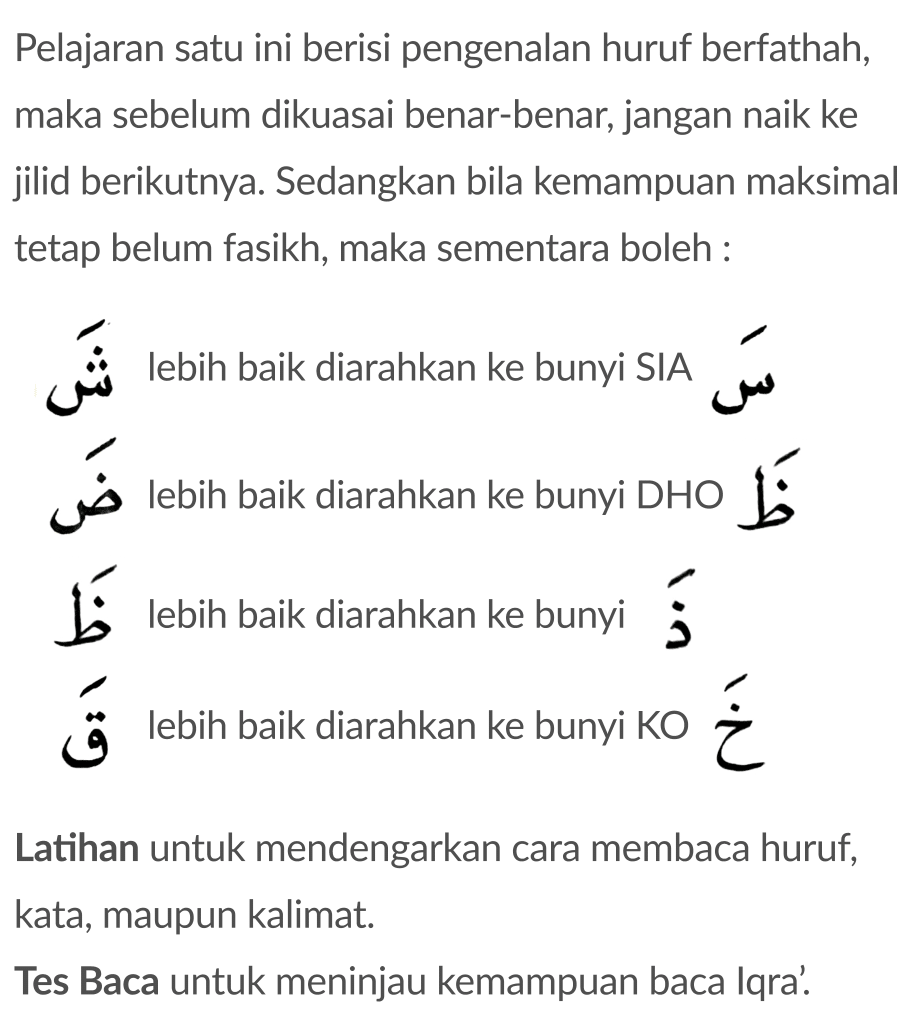 Pelajaran satu ini berisi pengenalan huruf berfathah,
maka sebelum dikuasai benar-benar, jangan naik ke
jilid berikutnya. Sedangkan bila kemampuan maksimal
tetap belum fasikh, maka sementara boleh :
شَ lebih baik diarahkan ke bunyi SIA سَ
ضَ lebih baik diarahkan ke bunyi DHO ظَ
ظَ lebih baik diarahkan ke bunyi ذَ
قَ lebih baik diarahkan ke bunyi KO خَ
Latihan untuk mendengarkan cara membaca huruf,
kata, maupun kalimat.
Tes Baca untuk meninjau kemampuan baca Iqra’.